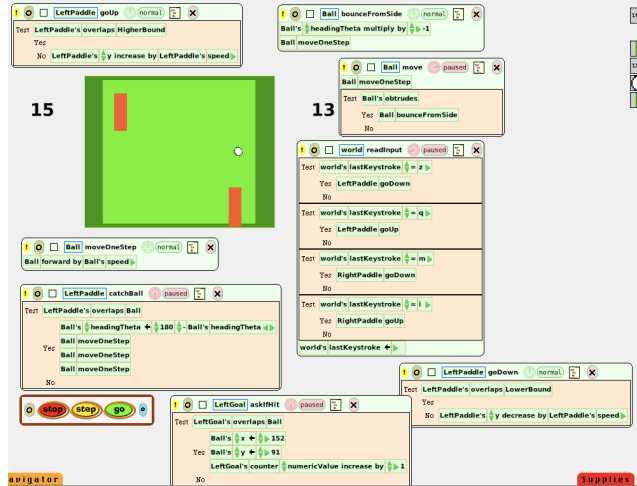 ! LeftPaddle goUp normal
Test LeftPaddle's overlaps HigherBound
Yes
No LeftPaddle's y increase by LeftPaddle's speed
! Ball bounceFromSide normal
Ball's headingTheta multiply by -1
Ball moveOneStep
! Ball move paused
Ball moveOneStep
Test Ball's obtrudes
Yes Ball bounceFromSide
No
15
13
! world readInput paused
Test world's lastKeystroke = z
Yes LeftPaddle goDown
No
Test world's lastKeystroke = q
Yes LeftPaddle goUp
No
Test world's lastKeystroke = m
Yes RightPaddle goDown
No
Test world's lastKeystroke = i
Yes RightPaddle goUp
No
world's lastKeystroke ←
! Ball moveOneStep normal
Ball forward by Ball's speed
! LeftPaddle catchBall paused
Test LeftPaddle's overlaps Ball
Ball's headingTheta ← 180 - Ball's headingTheta
Yes Ball moveOneStep
Ball moveOneStep
Ball moveOneStep
No
! LeftPaddle goDown normal
Test LeftPaddle's overlaps LowerBound
Yes
No LeftPaddle's y decrease by LeftPaddle's speed
stop step go
! LeftGoal askIfHit paused
Test LeftGoal's overlaps Ball
Ball's x ← 152
Yes Ball's y ← 91
LeftGoal's counter numericValue increase by 1
No
avigator
Supplies